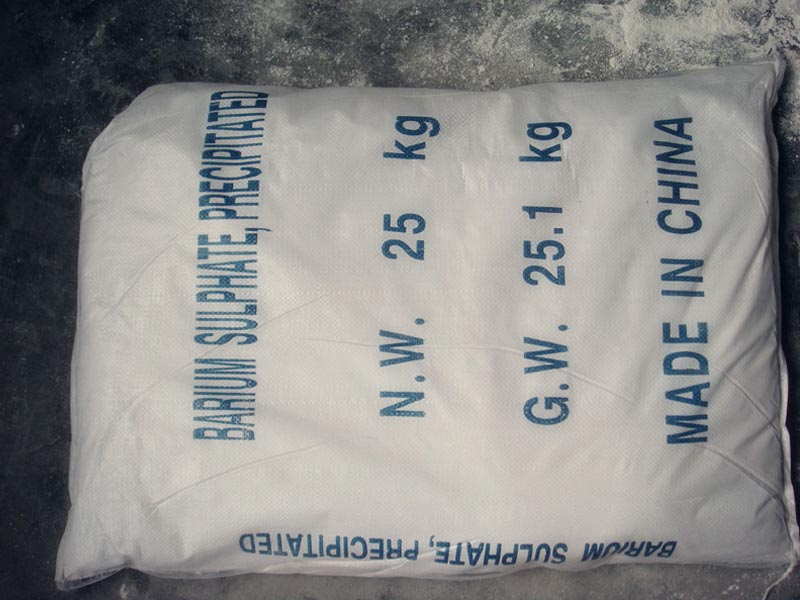 BARIUM SULPHATE, PRECIPITATED
N.W. 25 kg
G.W. 25.1 kg
MADE IN CHINA
BARIUM SULPHATE, PRECIPITATED